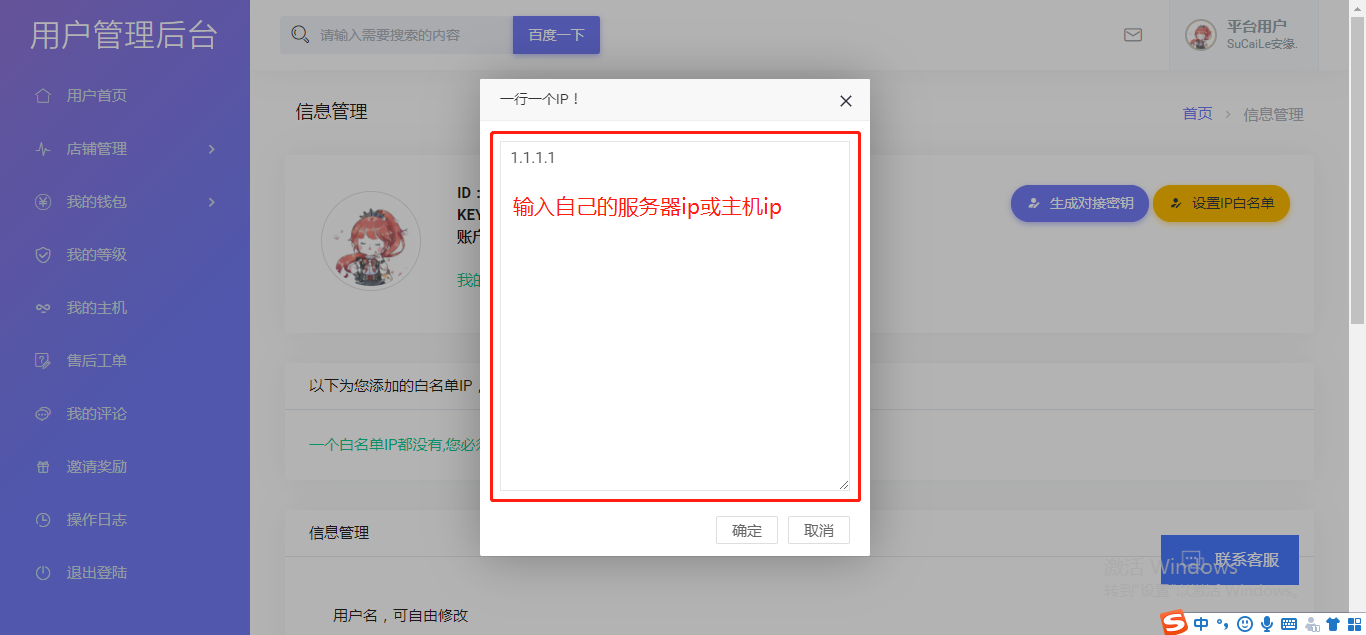 用户管理后台
用户首页
店铺管理
我的钱包
我的等级
我的主机
售后工单
我的评论
邀请奖励
操作日志
退出登陆
请输入需要搜索的内容
百度一下
平台用户
SuCaiLe安缘.
信息管理
首页 > 信息管理
ID：
KEY
账户
我的
生成对接密钥
设置IP白名单
一行一个IP！
1.1.1.1
输入自己的服务器ip或主机ip
确定
取消
以下为您添加的白名单IP，
一个白名单IP都没有,您必须
信息管理
用户名，可自由修改
联系客服
激活 Windows
转到"设置"以激活 Windows。
中